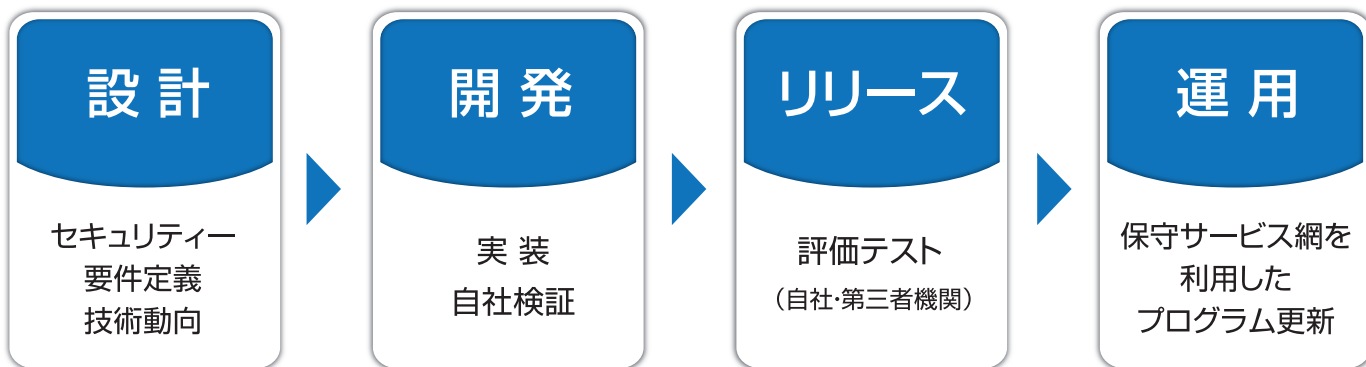 設計
セキュリティー
要件定義
技術動向
開発
実装
自社検証
リリース
評価テスト
（自社・第三者機関）
運用
保守サービス網を
利用した
プログラム更新